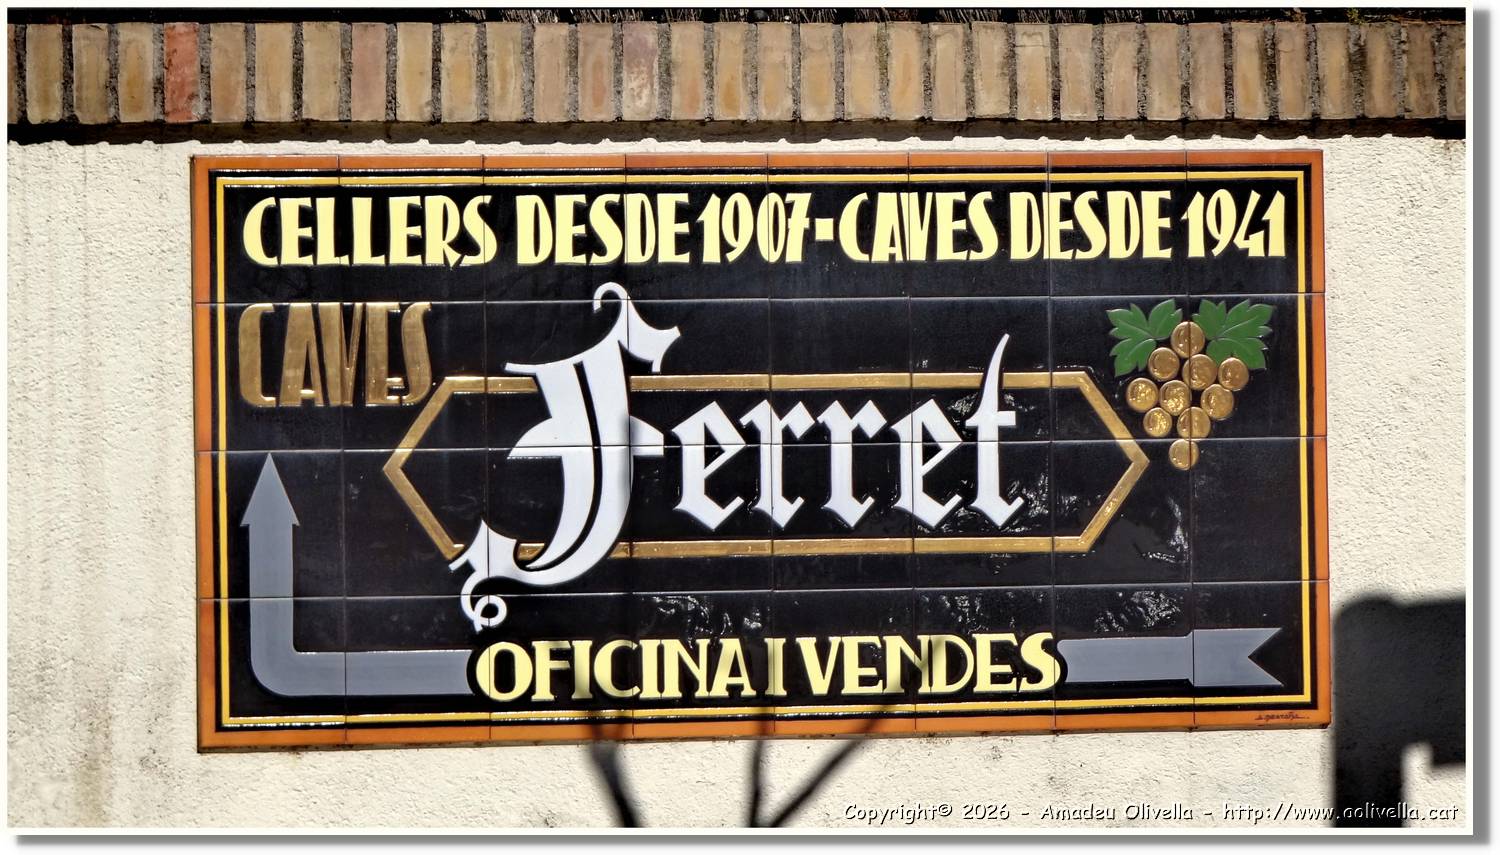 CELLERS DESDE 1907-CAVES DESDE 1941
CAVES
Ferret
OFICINA I VENDES
Copyright© 2026 - Amadeu Olivella - http://www.aolivella.cat